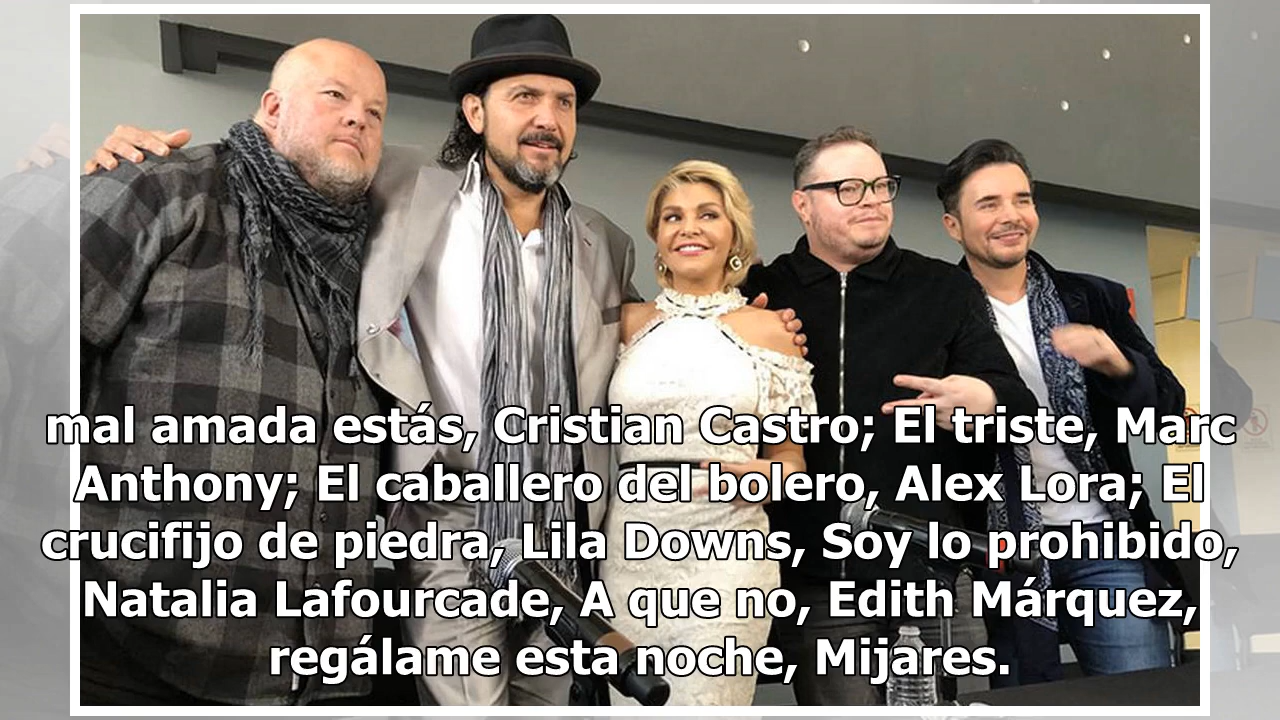 mal amada estás, Cristian Castro; El triste, Marc
Anthony; El caballero del bolero, Alex Lora; El
crucifijo de piedra, Lila Downs, Soy lo prohibido,
Natalia Lafourcade, A que no, Edith Márquez,
regálame esta noche, Mijares.